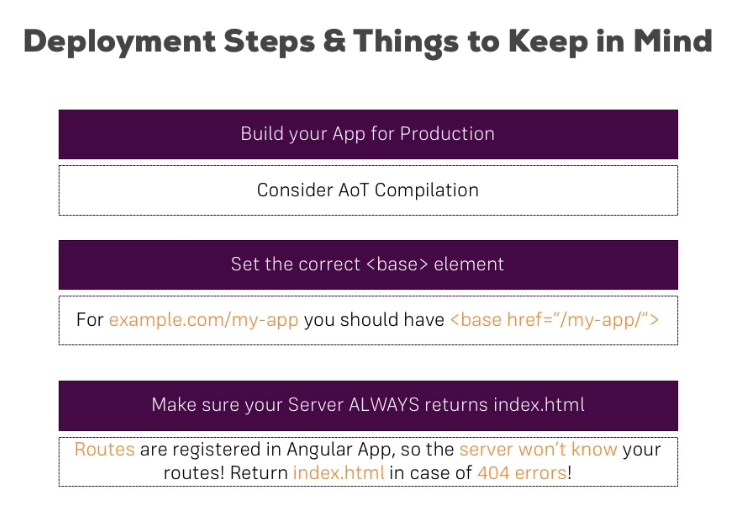 Deployment Steps & Things to Keep in Mind
Build your App for Production
Consider AoT Compilation
Set the correct <base> element
For example.com/my-app you should have <base href=“/my-app/”>
Make sure your Server ALWAYS returns index.html
Routes are registered in Angular App, so the server won’t know your
routes! Return index.html in case of 404 errors!